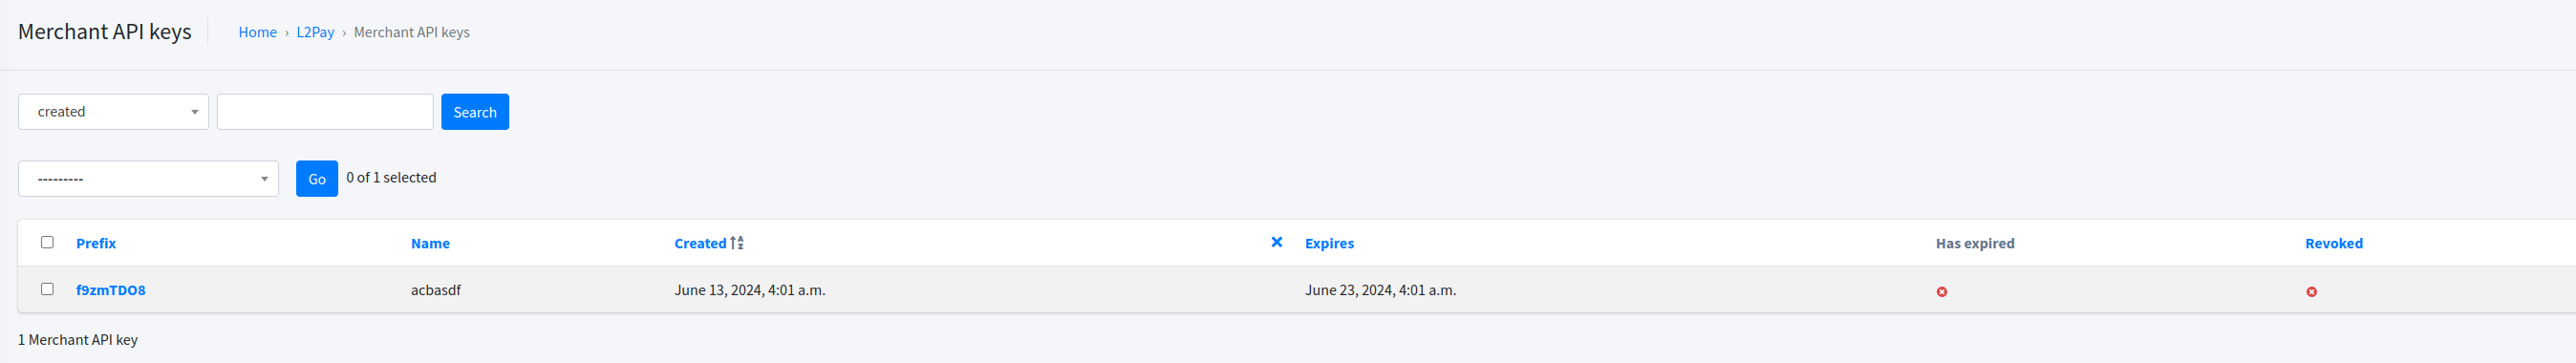 Merchant API keys
Home › L2Pay › Merchant API keys
created
Search
---------
Go
0 of 1 selected
Prefix Name Created Expires Has expired Revoked
f9zmTDO8 acbasdf June 13, 2024, 4:01 a.m. June 23, 2024, 4:01 a.m.
1 Merchant API key